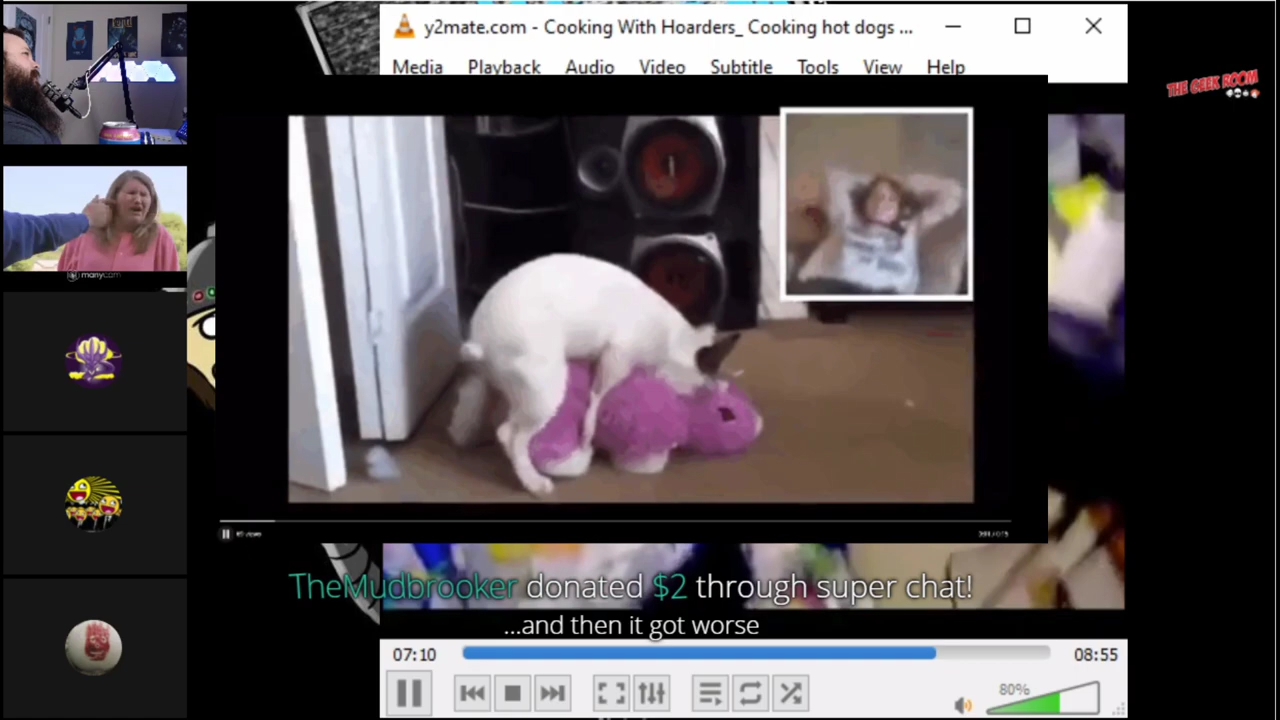 y2mate.com - Cooking With Hoarders_ Cooking hot dogs ...
Media Playback Audio Video Subtitle Tools View Help
THE GEEK ROOM
manycam
TheMudbrooker donated $2 through super chat!
...and then it got worse
07:10
08:55
80%